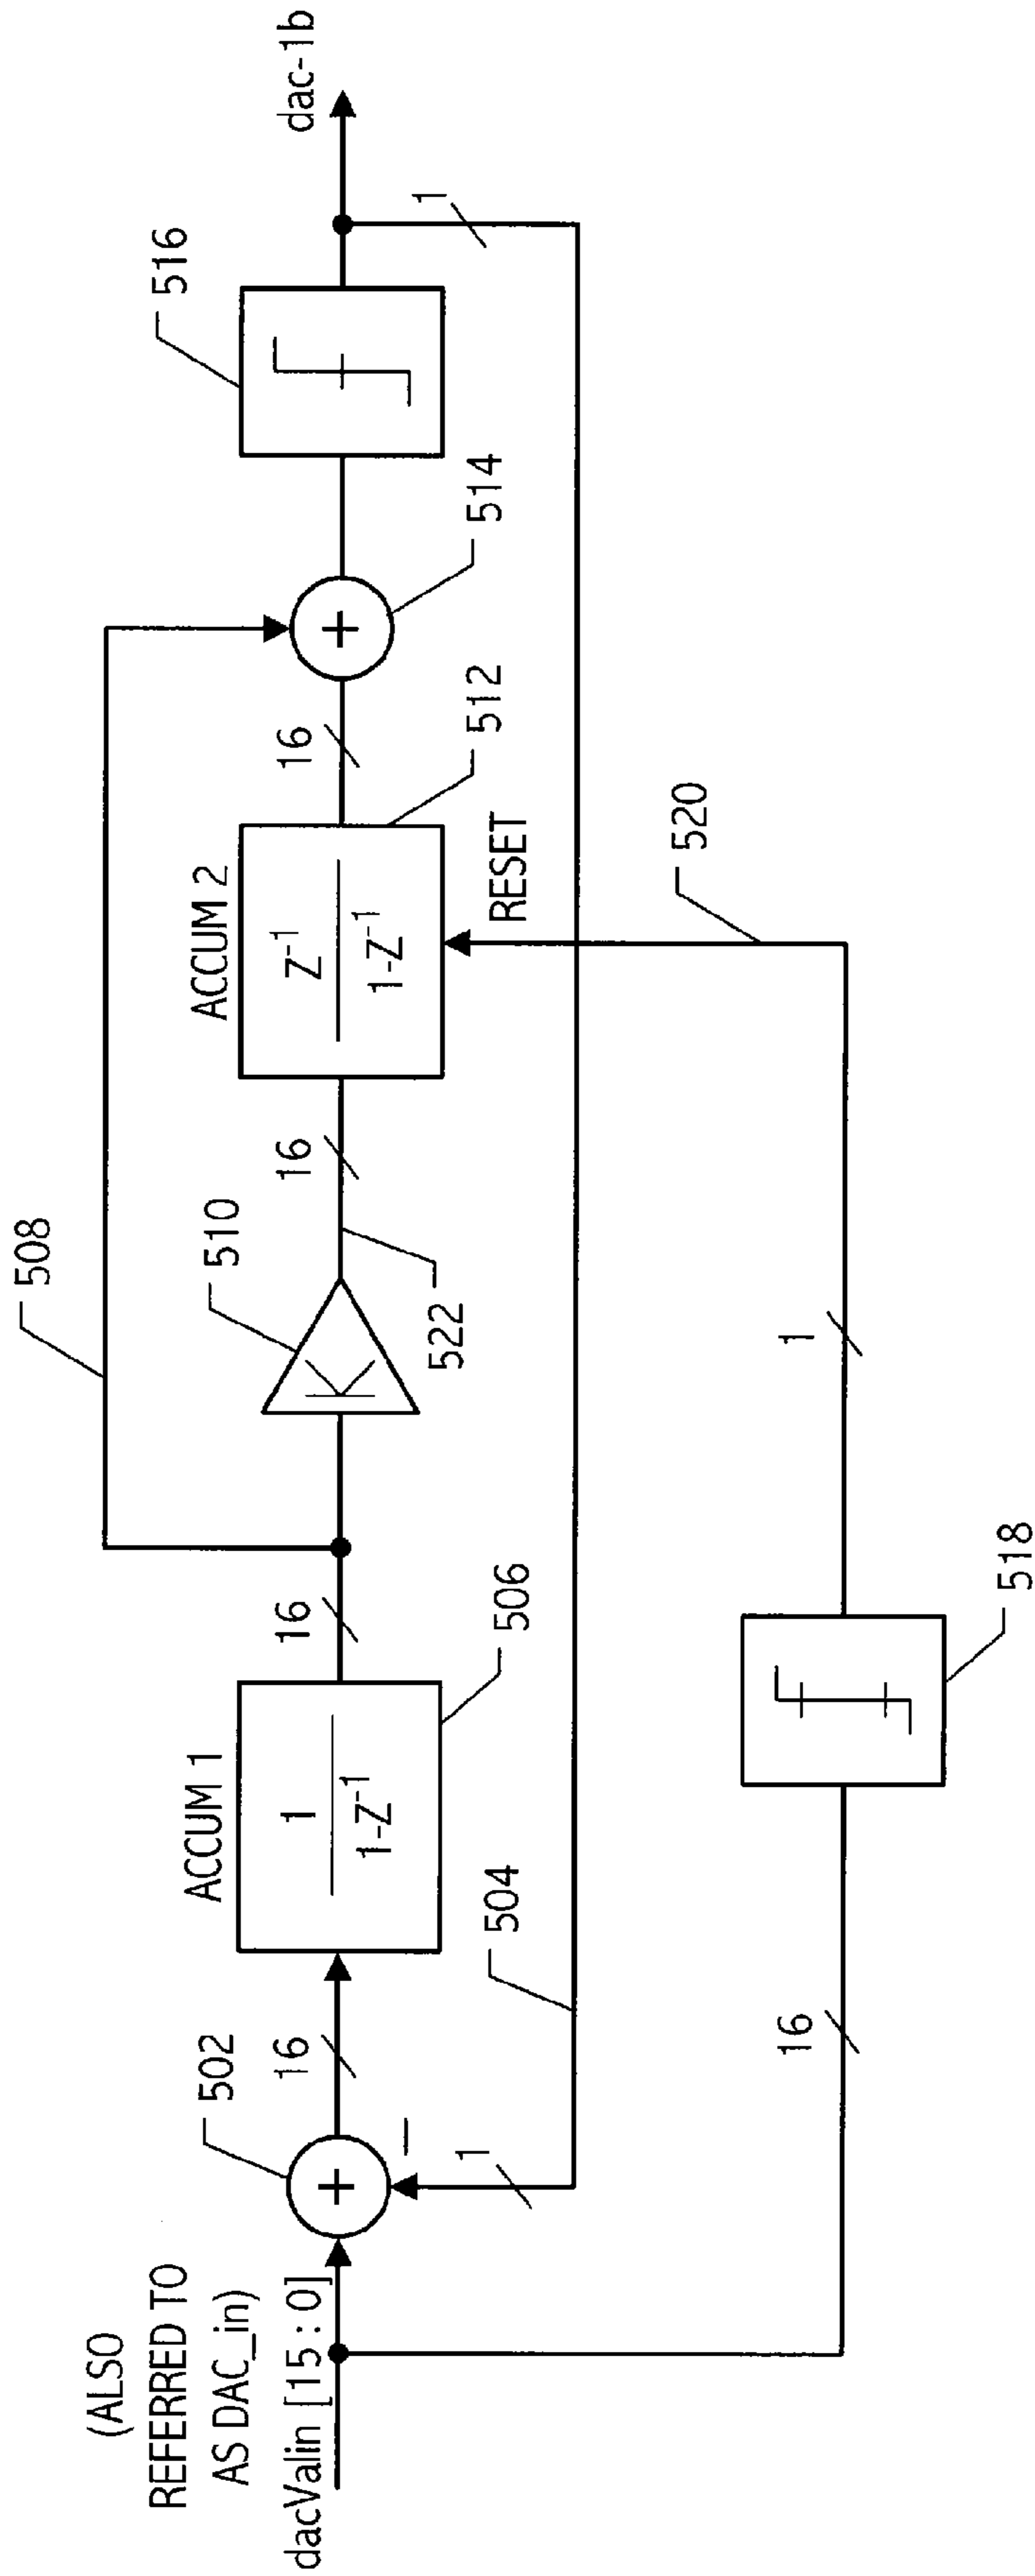 (ALSO
REFERRED TO
AS DAC_in)
dacValin [15 : 0]
502
+
−
1
16
504
ACCUM 1
1
1-Z⁻¹
506
16
508
510
K
522
16
ACCUM 2
Z⁻¹
1-Z⁻¹
512
RESET
16
514
+
516
dac-1b
1
16
518
1
520